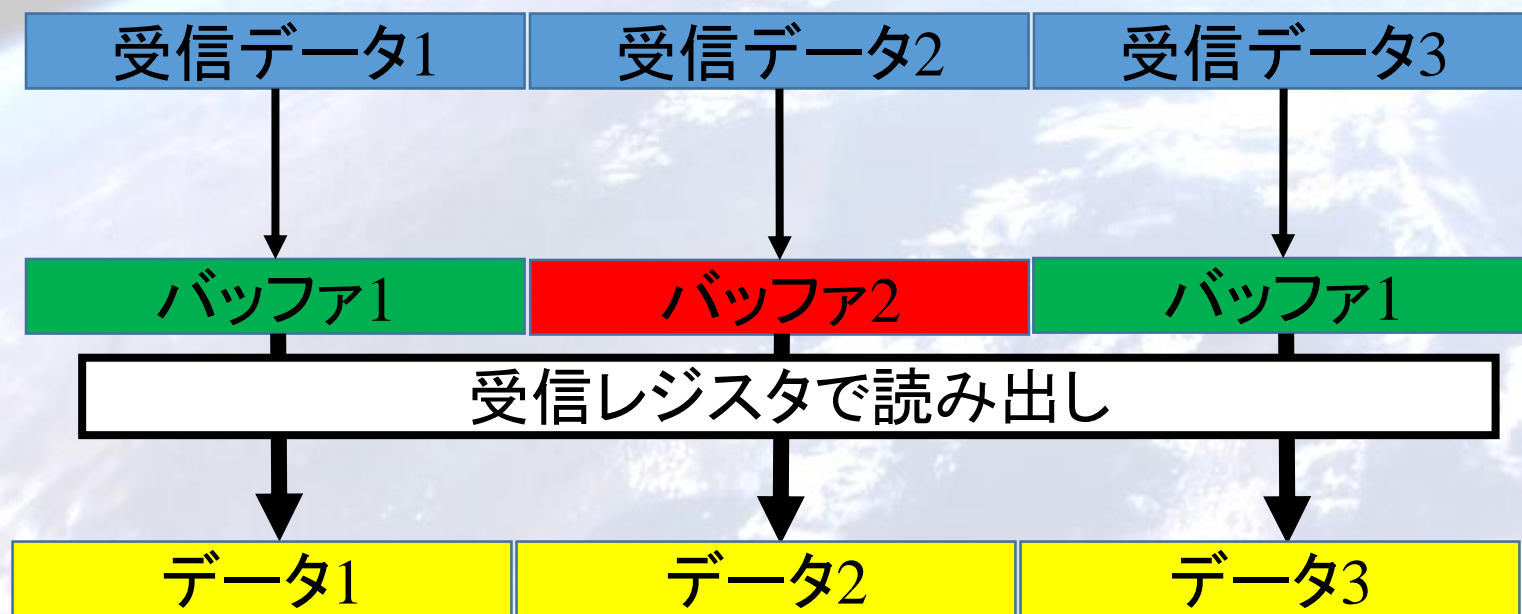 受信データ1 受信データ2 受信データ3
バッファ1 バッファ2 バッファ1
受信レジスタで読み出し
データ1 データ2 データ3